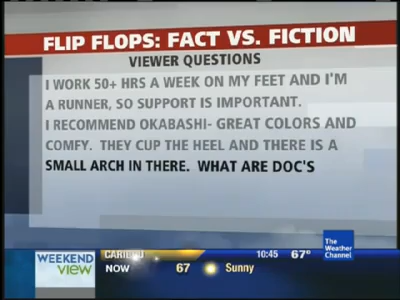 FLIP FLOPS: FACT VS. FICTION
VIEWER QUESTIONS
I WORK 50+ HRS A WEEK ON MY FEET AND I'M
A RUNNER, SO SUPPORT IS IMPORTANT.
I RECOMMEND OKABASHI- GREAT COLORS AND
COMFY. THEY CUP THE HEEL AND THERE IS A
SMALL ARCH IN THERE. WHAT ARE DOC'S
The
Weather
Channel
WEEKEND
VIEW
10:45 67°
NOW 67 Sunny